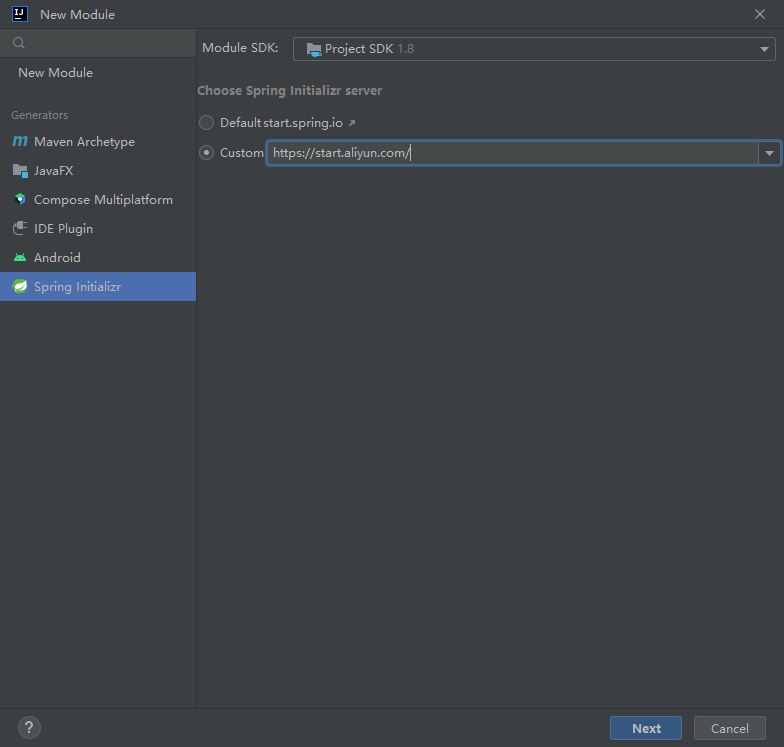 New Module
Module SDK: Project SDK 1.8
New Module
Choose Spring Initializr server
Generators
Default start.spring.io
Maven Archetype
Custom https://start.aliyun.com/
JavaFX
Compose Multiplatform
IDE Plugin
Android
Spring Initializr
?
Next
Cancel